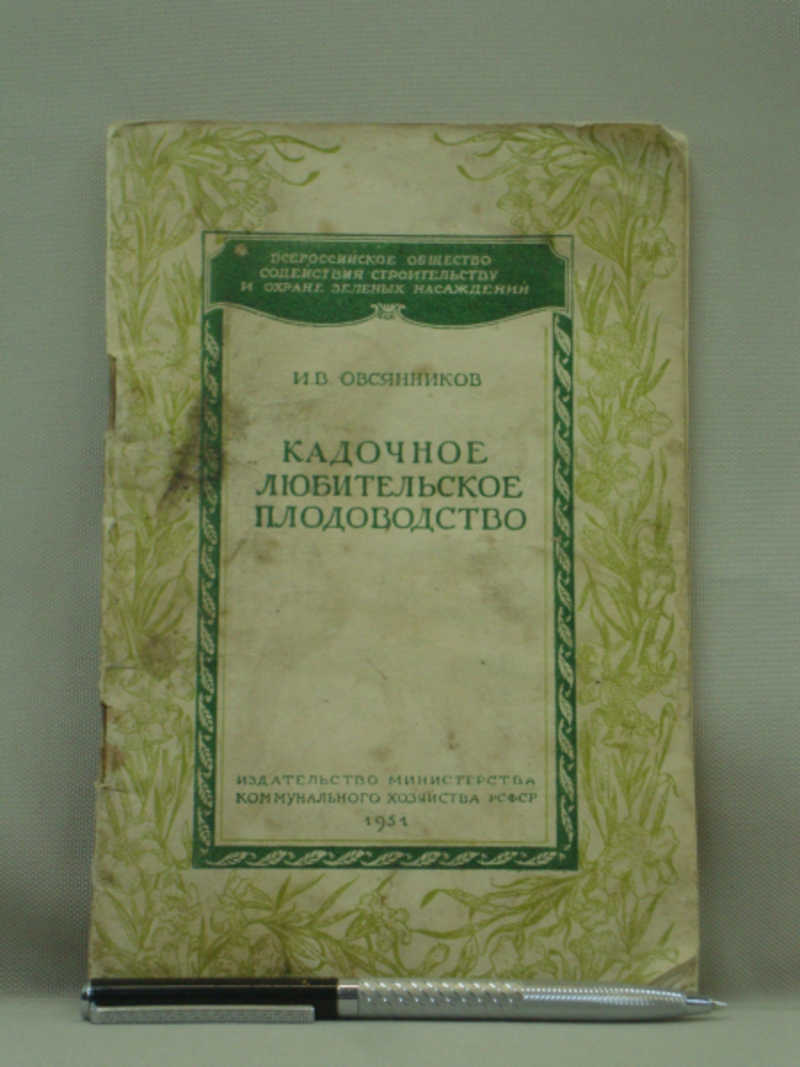 ВСЕРОССИЙСКОЕ ОБЩЕСТВО
СОДЕЙСТВИЯ СТРОИТЕЛЬСТВУ
И ОХРАНЕ ЗЕЛЕНЫХ НАСАЖДЕНИЙ
И.В. ОВСЯННИКОВ
КАДОЧНОЕ
ЛЮБИТЕЛЬСКОЕ
ПЛОДОВОДСТВО
ИЗДАТЕЛЬСТВО МИНИСТЕРСТВА
КОММУНАЛЬНОГО ХОЗЯЙСТВА РСФСР
1951